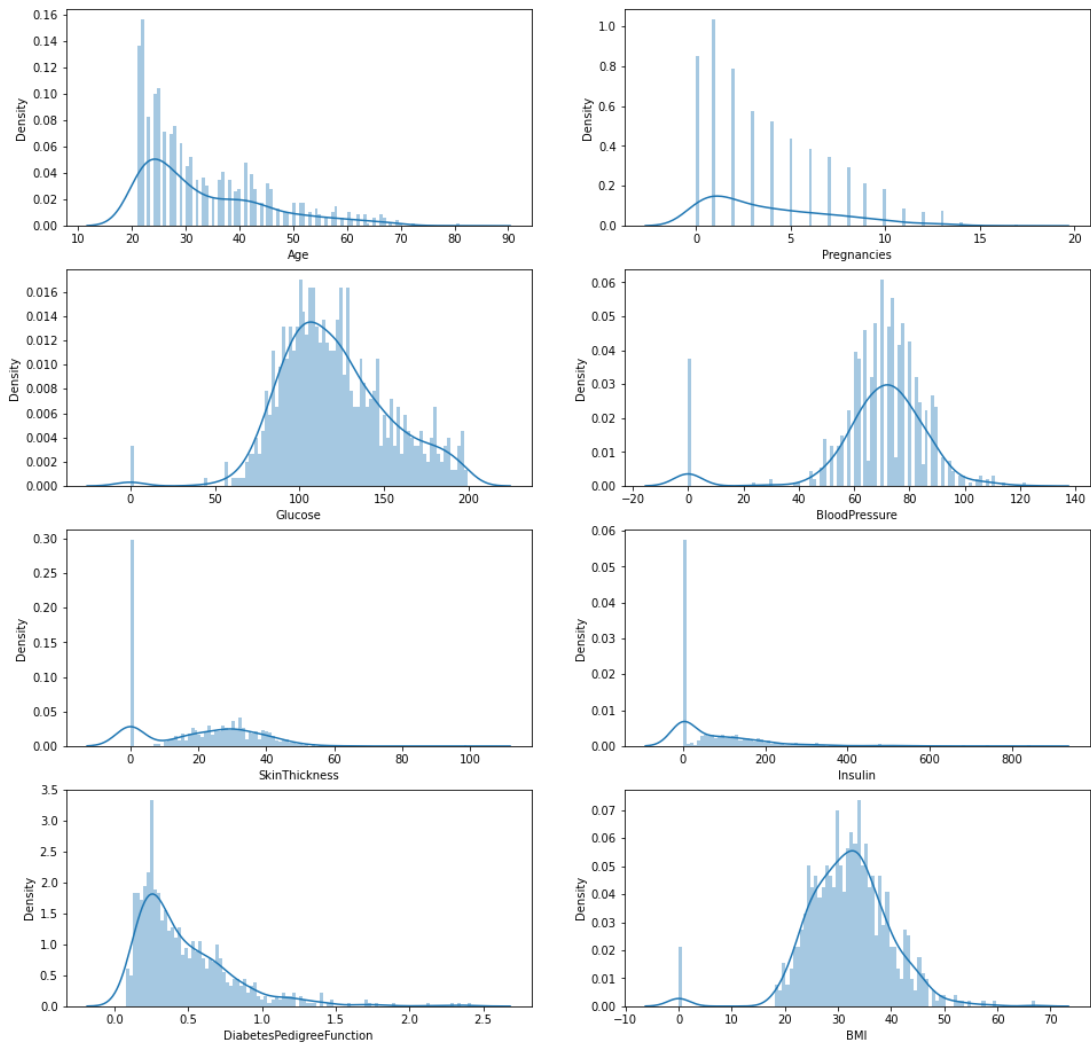 0.16
0.14
0.12
0.10
0.08
0.06
0.04
0.02
0.00
Density
10 20 30 40 50 60 70 80 90
Age
1.0
0.8
0.6
0.4
0.2
0.0
Density
0 5 10 15 20
Pregnancies
0.016
0.014
0.012
0.010
0.008
0.006
0.004
0.002
0.000
Density
0 50 100 150 200
Glucose
0.06
0.05
0.04
0.03
0.02
0.01
0.00
Density
−20 0 20 40 60 80 100 120 140
BloodPressure
0.30
0.25
0.20
0.15
0.10
0.05
0.00
Density
0 20 40 60 80 100
SkinThickness
0.06
0.05
0.04
0.03
0.02
0.01
0.00
Density
0 200 400 600 800
Insulin
3.5
3.0
2.5
2.0
1.5
1.0
0.5
0.0
Density
0.0 0.5 1.0 1.5 2.0 2.5
DiabetesPedigreeFunction
0.07
0.06
0.05
0.04
0.03
0.02
0.01
0.00
Density
−10 0 10 20 30 40 50 60 70
BMI